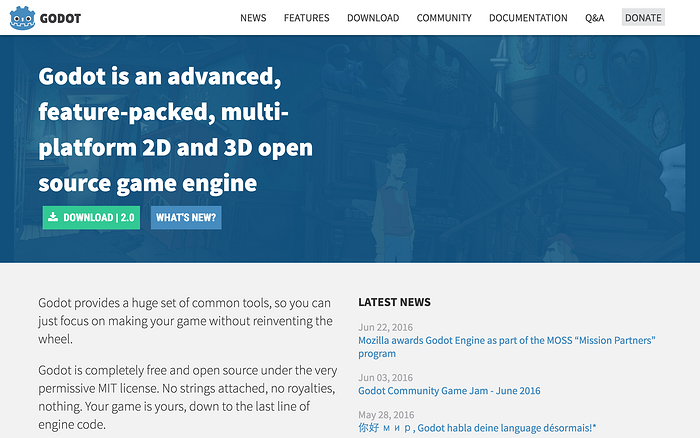 GODOT
NEWS
FEATURES
DOWNLOAD
COMMUNITY
DOCUMENTATION
Q&A
DONATE
Godot is an advanced,
feature-packed, multi-
platform 2D and 3D open
source game engine
DOWNLOAD | 2.0
WHAT'S NEW?
Godot provides a huge set of common tools, so you can
just focus on making your game without reinventing the
wheel.
Godot is completely free and open source under the very
permissive MIT license. No strings attached, no royalties,
nothing. Your game is yours, down to the last line of
engine code.
LATEST NEWS
Jun 22, 2016
Mozilla awards Godot Engine as part of the MOSS “Mission Partners”
program
Jun 03, 2016
Godot Community Game Jam - June 2016
May 28, 2016
你好 м и р , Godot habla deine language désormais!*